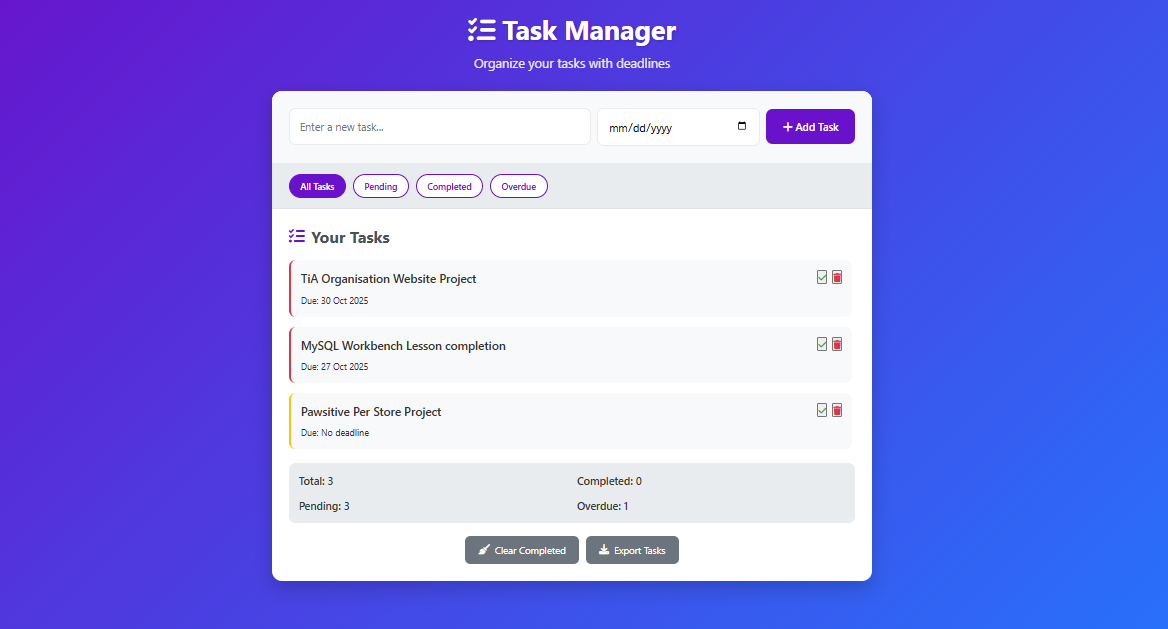 Task Manager
Organize your tasks with deadlines
Enter a new task...
mm/dd/yyyy
Add Task
All Tasks
Pending
Completed
Overdue
Your Tasks
TiA Organisation Website Project
Due: 30 Oct 2025
MySQL Workbench Lesson completion
Due: 27 Oct 2025
Pawsitive Per Store Project
Due: No deadline
Total: 3
Completed: 0
Pending: 3
Overdue: 1
Clear Completed
Export Tasks